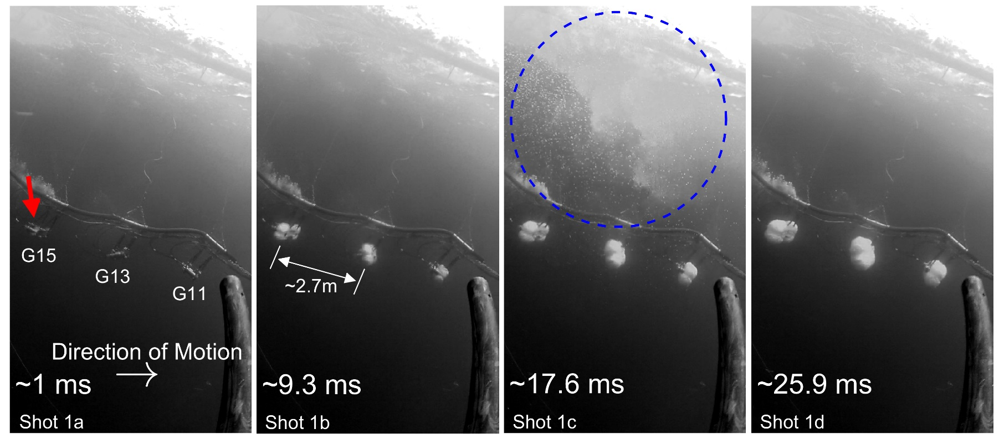 G15
G13
G11
Direction of Motion
~1 ms
Shot 1a
~2.7m
~9.3 ms
Shot 1b
~17.6 ms
Shot 1c
~25.9 ms
Shot 1d